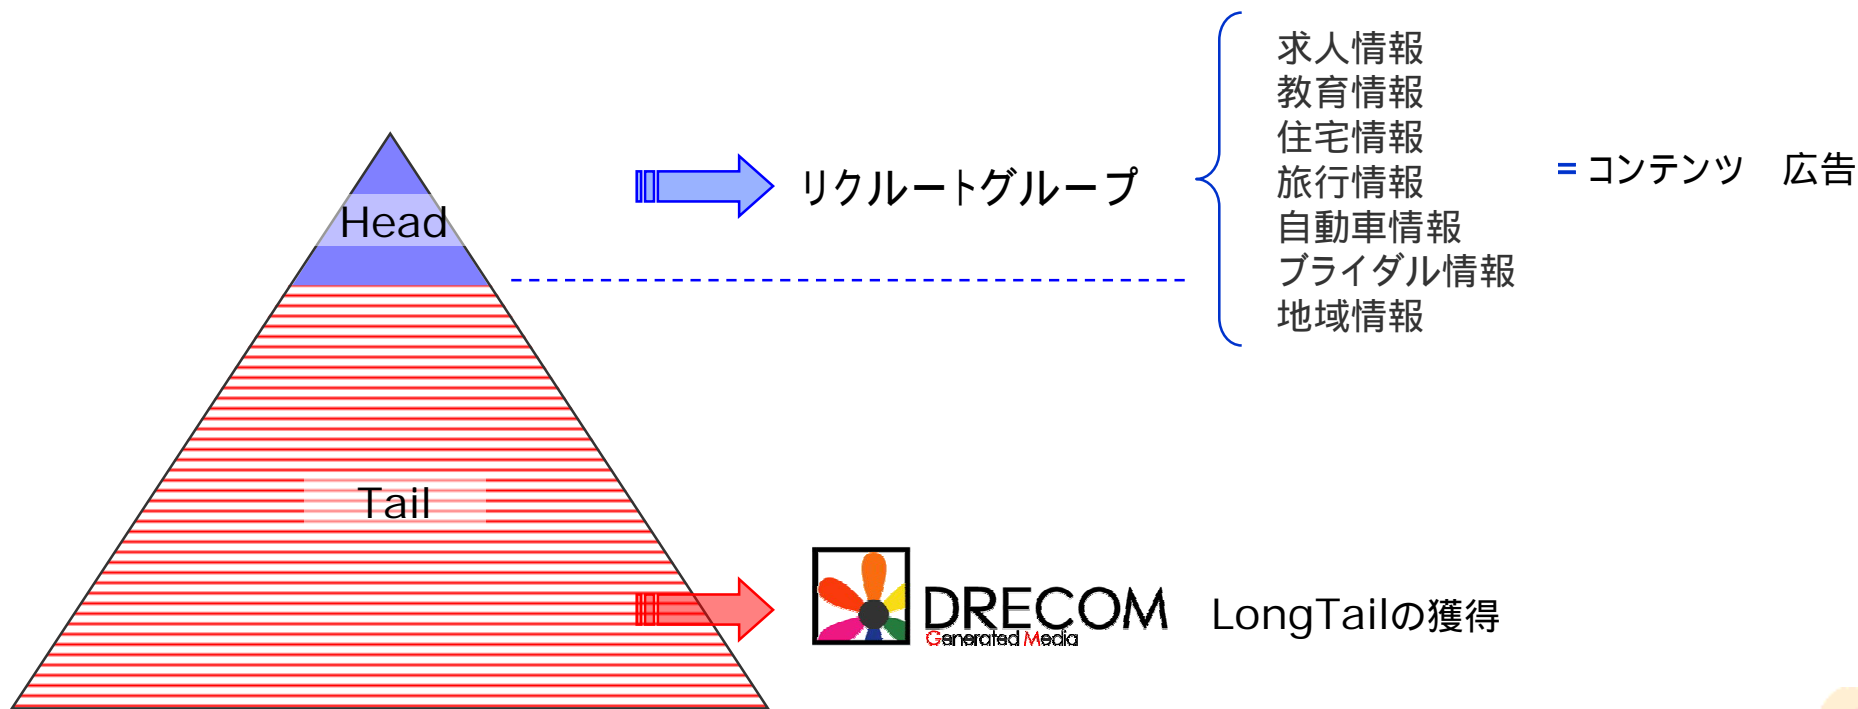 求人情報
教育情報
住宅情報
旅行情報
自動車情報
ブライダル情報
地域情報
= コンテンツ　広告
リクルートグループ
Head
Tail
DRECOM
Generated Media
LongTailの獲得